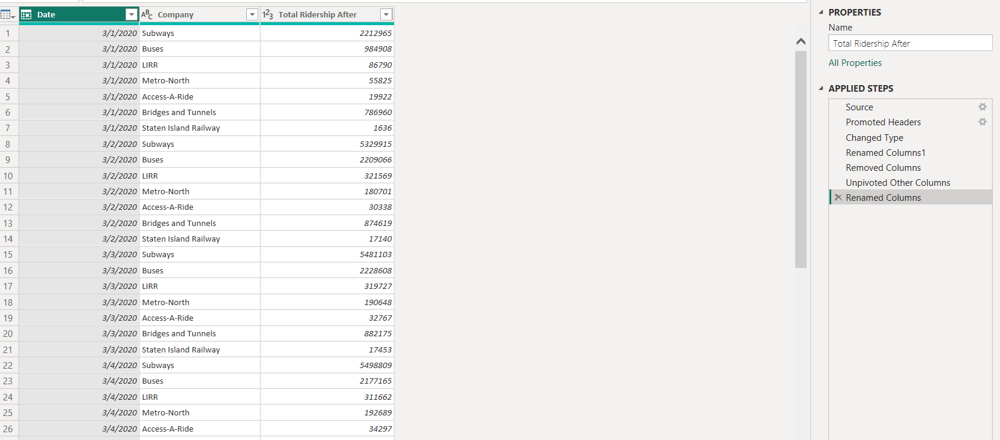 Date ABC Company 123 Total Ridership After
1 3/1/2020 Subways 2212965
2 3/1/2020 Buses 984908
3 3/1/2020 LIRR 86790
4 3/1/2020 Metro-North 55825
5 3/1/2020 Access-A-Ride 19922
6 3/1/2020 Bridges and Tunnels 786960
7 3/1/2020 Staten Island Railway 1636
8 3/2/2020 Subways 5329915
9 3/2/2020 Buses 2209066
10 3/2/2020 LIRR 321569
11 3/2/2020 Metro-North 180701
12 3/2/2020 Access-A-Ride 30338
13 3/2/2020 Bridges and Tunnels 874619
14 3/2/2020 Staten Island Railway 17140
15 3/3/2020 Subways 5481103
16 3/3/2020 Buses 2228608
17 3/3/2020 LIRR 319727
18 3/3/2020 Metro-North 190648
19 3/3/2020 Access-A-Ride 32767
20 3/3/2020 Bridges and Tunnels 882175
21 3/3/2020 Staten Island Railway 17453
22 3/4/2020 Subways 5498809
23 3/4/2020 Buses 2177165
24 3/4/2020 LIRR 311662
25 3/4/2020 Metro-North 192689
26 3/4/2020 Access-A-Ride 34297
PROPERTIES
Name
Total Ridership After
All Properties
APPLIED STEPS
Source
Promoted Headers
Changed Type
Renamed Columns1
Removed Columns
Unpivoted Other Columns
Renamed Columns